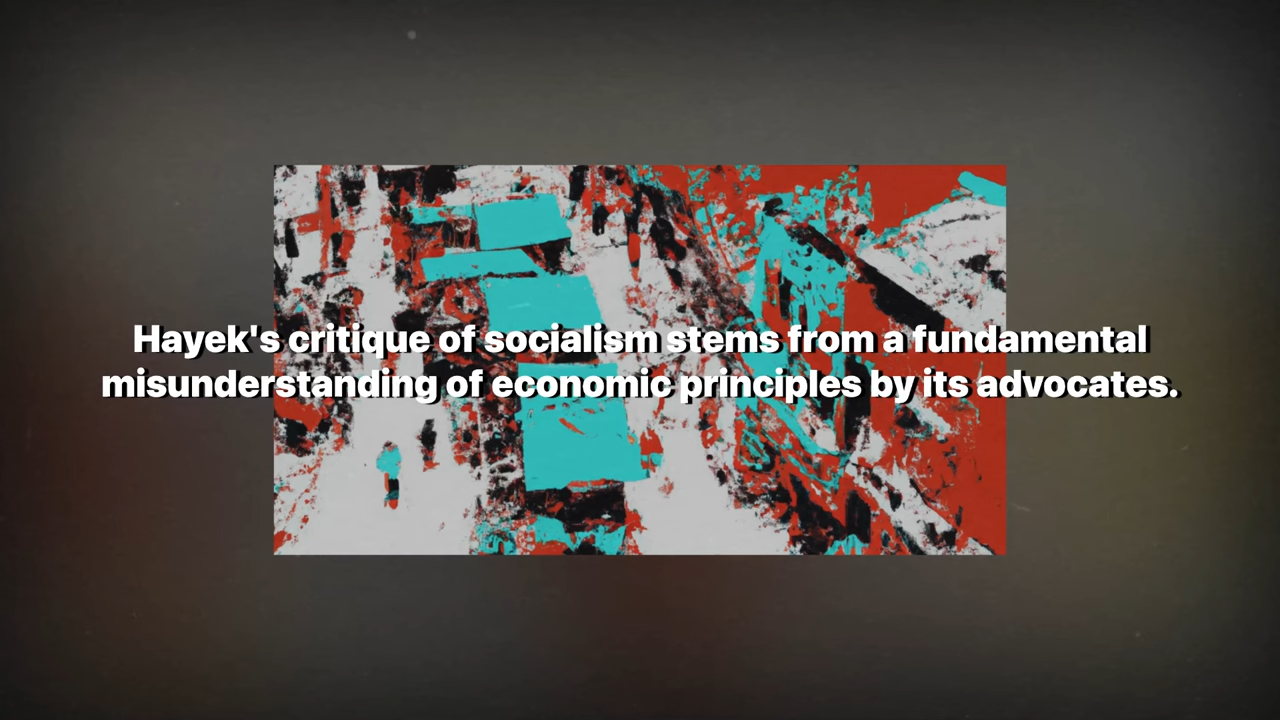 Hayek's critique of socialism stems from a fundamental
misunderstanding of economic principles by its advocates.